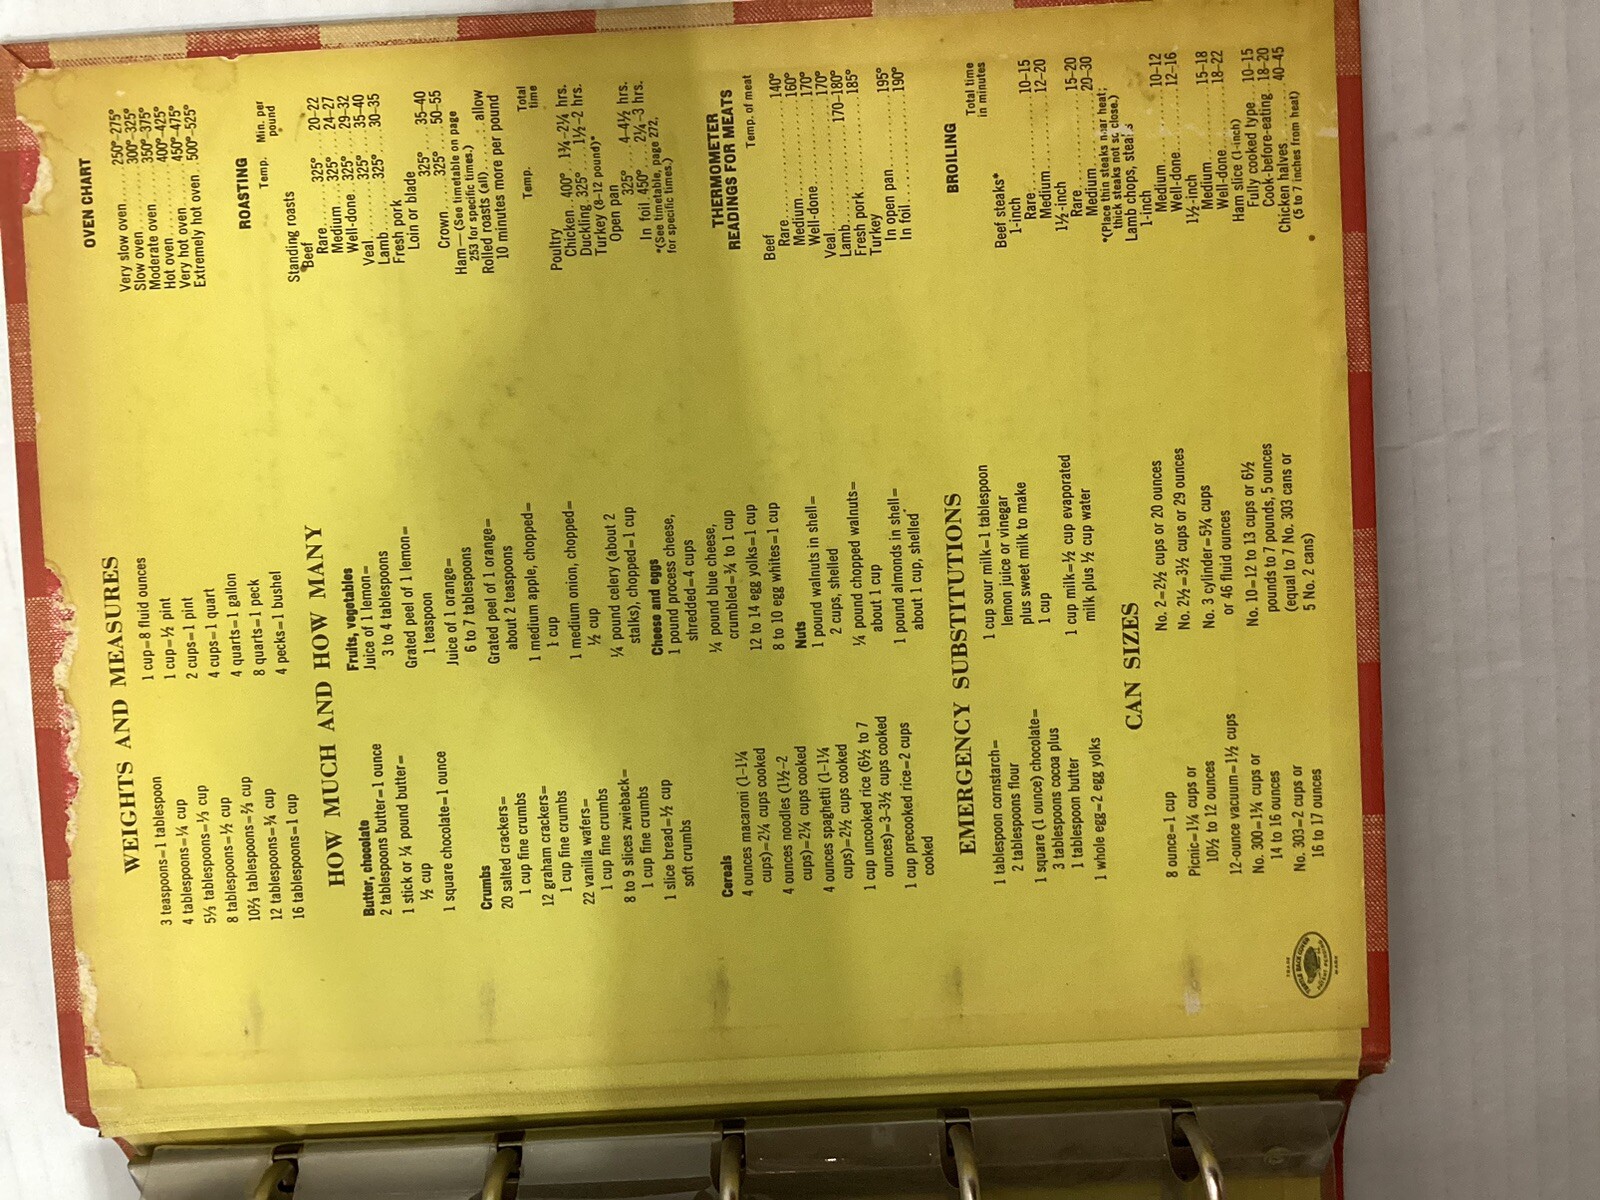 WEIGHTS AND MEASURES
3 teaspoons=1 tablespoon
4 tablespoons=¼ cup
5⅓ tablespoons=⅓ cup
8 tablespoons=½ cup
10⅔ tablespoons=⅔ cup
12 tablespoons=¾ cup
16 tablespoons=1 cup
1 cup=8 fluid ounces
1 cup=½ pint
2 cups=1 pint
4 cups=1 quart
4 quarts=1 gallon
8 quarts=1 peck
4 pecks=1 bushel
HOW MUCH AND HOW MANY
Butter, chocolate
2 tablespoons butter=1 ounce
1 stick or ¼ pound butter=
½ cup
1 square chocolate=1 ounce
Crumbs
20 salted crackers=
1 cup fine crumbs
12 graham crackers=
1 cup fine crumbs
22 vanilla wafers=
1 cup fine crumbs
8 to 9 slices zwieback=
1 cup fine crumbs
1 slice bread=½ cup
soft crumbs
Cereals
4 ounces macaroni (1–1¼
cups)=2¼ cups cooked
4 ounces noodles (1½–2
cups)=2¼ cups cooked
4 ounces spaghetti (1–1¼
cups)=2½ cups cooked
1 cup uncooked rice (6½ to 7
ounces)=3–3½ cups cooked
1 cup precooked rice=2 cups
cooked
Fruits, vegetables
Juice of 1 lemon=
3 to 4 tablespoons
Grated peel of 1 lemon=
1 teaspoon
Juice of 1 orange=
6 to 7 tablespoons
Grated peel of 1 orange=
about 2 teaspoons
1 medium apple, chopped=
1 cup
1 medium onion, chopped=
½ cup
¼ pound celery (about 2
stalks), chopped=1 cup
Cheese and eggs
1 pound process cheese,
shredded=4 cups
¼ pound blue cheese,
crumbled=¾ to 1 cup
12 to 14 egg yolks=1 cup
8 to 10 egg whites=1 cup
Nuts
1 pound walnuts in shell=
2 cups, shelled
¼ pound chopped walnuts=
about 1 cup
1 pound almonds in shell=
about 1 cup, shelled
EMERGENCY SUBSTITUTIONS
1 tablespoon cornstarch=
2 tablespoons flour
1 square (1 ounce) chocolate=
3 tablespoons cocoa plus
1 tablespoon butter
1 whole egg=2 egg yolks
1 cup sour milk=1 tablespoon
lemon juice or vinegar
plus sweet milk to make
1 cup
1 cup milk=½ cup evaporated
milk plus ½ cup water
CAN SIZES
8 ounce=1 cup
Picnic=1¼ cups or
10½ to 12 ounces
12-ounce vacuum=1½ cups
No. 300=1¾ cups or
14 to 16 ounces
No. 303=2 cups or
16 to 17 ounces
No. 2=2½ cups or 20 ounces
No. 2½=3½ cups or 29 ounces
No. 3 cylinder=5¾ cups
or 46 fluid ounces
No. 10=12 to 13 cups or 6½
pounds to 7 pounds, 5 ounces
(equal to 7 No. 303 cans or
5 No. 2 cans)
OVEN CHART
Very slow oven.... 250°–275°
Slow oven........ 300°–325°
Moderate oven.... 350°–375°
Hot oven......... 400°–425°
Very hot oven.... 450°–475°
Extremely hot oven. 500°–525°
ROASTING
Temp. Min. per
pound
Standing roasts
Beef
Rare...... 325° 20–22
Medium... 325° 24–27
Well-done.. 325° 29–32
Veal........ 325° 35–40
Lamb....... 325° 30–35
Fresh pork
Loin or blade
325° 35–40
Crown..... 325° 50–55
Ham—(See timetable on page
253 for specific times.)
Rolled roasts (all)...... allow
10 minutes more per pound
Temp. Total
time
Poultry
Chicken.. 400° 1¾–2¼ hrs.
Duckling. 325° 1½–2 hrs.
Turkey (8–12 pound)*
Open pan
325° 4–4½ hrs.
In foil. 450° 2¼–3 hrs.
*(See timetable, page 272,
for specific times.)
THERMOMETER
READINGS FOR MEATS
Temp. of meat
Beef
Rare.............. 140°
Medium........... 160°
Well-done......... 170°
Veal............... 170°
Lamb.......... 170–180°
Fresh pork......... 185°
Turkey
In open pan....... 195°
In foil............ 190°
BROILING
Total time
in minutes
Beef steaks*
1-inch
Rare........... 10–15
Medium........ 12–20
1½-inch
Rare........... 15–20
Medium........ 20–30
*(Place thin steaks near heat;
thick steaks not so close.)
Lamb chops, steaks
1-inch
Medium........ 10–12
Well-done...... 12–16
1½-inch
Medium........ 15–18
Well-done...... 18–22
Ham slice (1-inch)
Fully cooked type.. 10–15
Cook-before-eating. 18–20
Chicken halves...... 40–45
(5 to 7 inches from heat)
TRADE
MARK